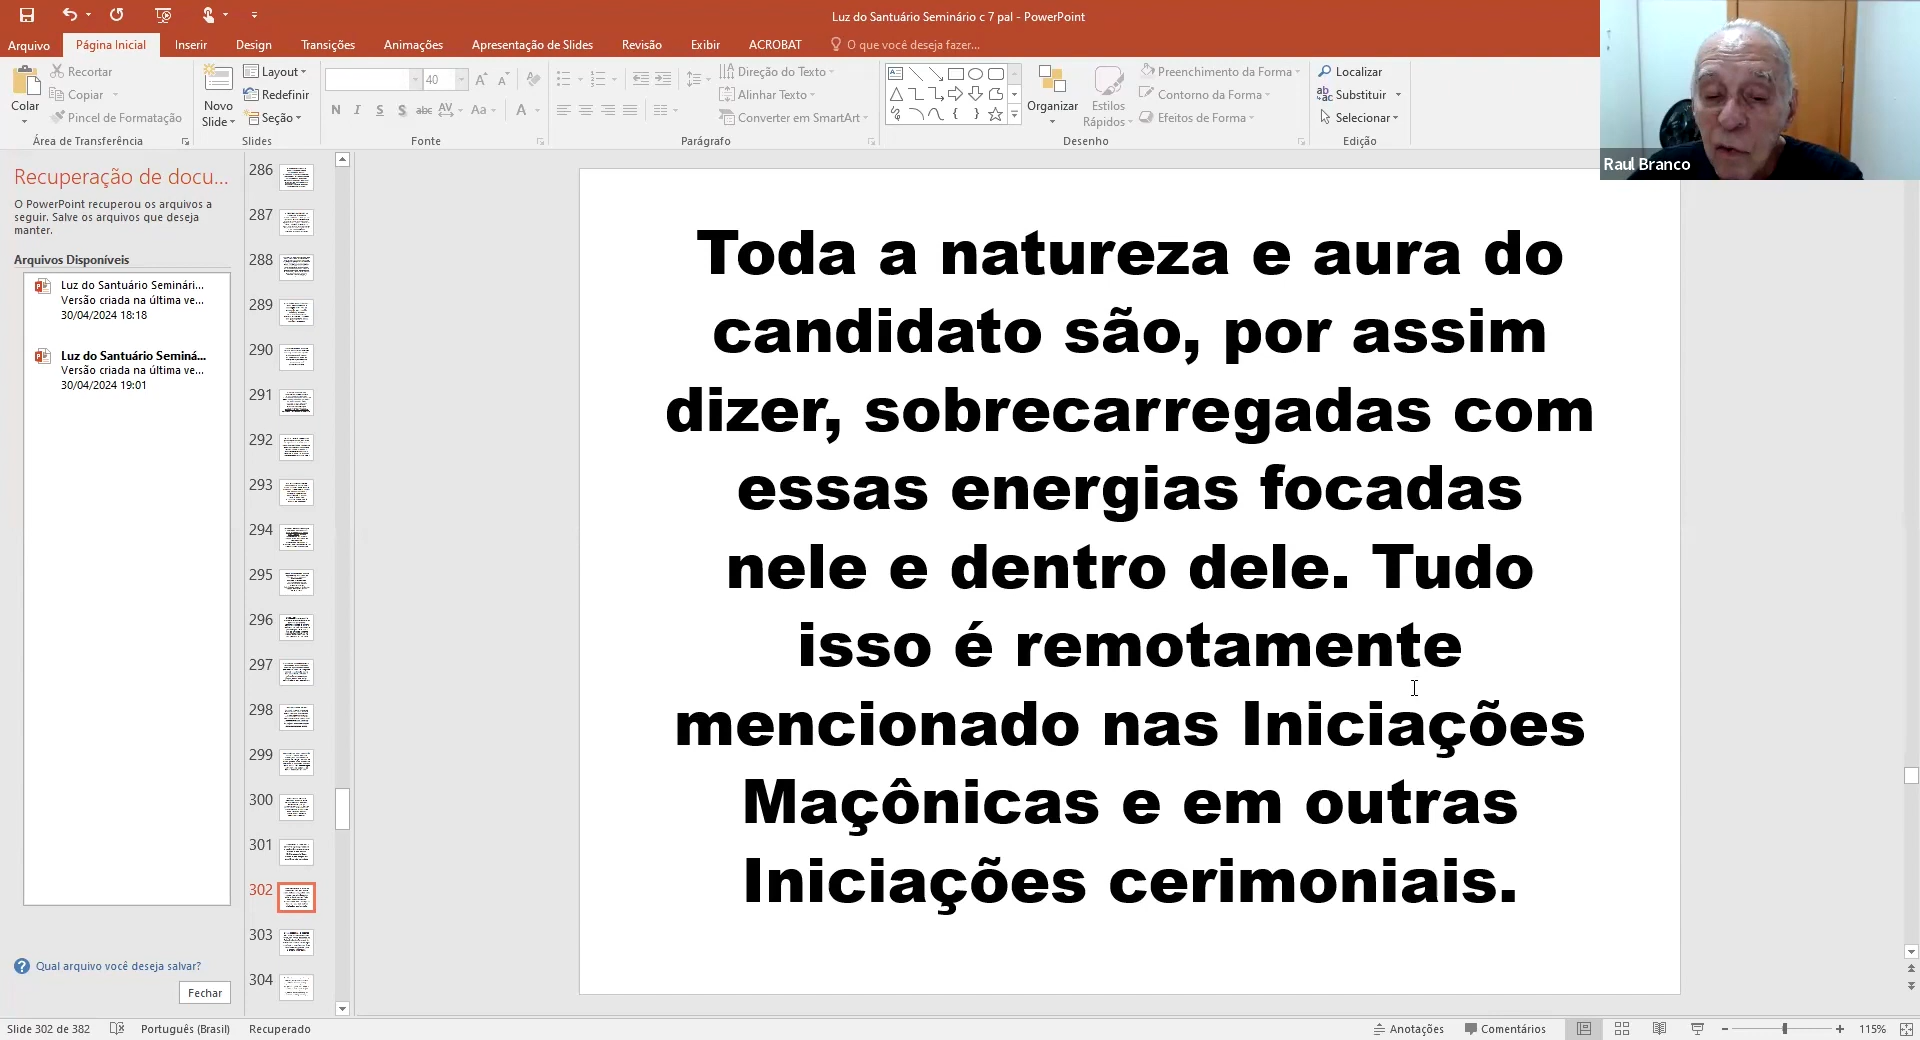 Luz do Santuário Seminário c 7 pal - PowerPoint
Arquivo
Página Inicial
Inserir
Design
Transições
Animações
Apresentação de Slides
Revisão
Exibir
ACROBAT
O que você deseja fazer...
Colar
Recortar
Copiar
Pincel de Formatação
Área de Transferência
Novo
Slide
Layout
Redefinir
Seção
Slides
40
N I S S abc AV Aa A
Fonte
Direção do Texto
Alinhar Texto
Converter em SmartArt
Parágrafo
Organizar
Estilos
Rápidos
Preenchimento da Forma
Contorno da Forma
Efeitos de Forma
Desenho
Localizar
Substituir
Selecionar
Edição
Raul Branco
Recuperação de docu...
O PowerPoint recuperou os arquivos a
seguir. Salve os arquivos que deseja
manter.
Arquivos Disponíveis
Luz do Santuário Seminári...
Versão criada na última ve...
30/04/2024 18:18
Luz do Santuário Seminá...
Versão criada na última ve...
30/04/2024 19:01
Qual arquivo você deseja salvar?
Fechar
286
287
288
289
290
291
292
293
294
295
296
297
298
299
300
301
302
303
304
Toda a natureza e aura do
candidato são, por assim
dizer, sobrecarregadas com
essas energias focadas
nele e dentro dele. Tudo
isso é remotamente
mencionado nas Iniciações
Maçônicas e em outras
Iniciações cerimoniais.
Slide 302 de 382
Português (Brasil)
Recuperado
Anotações
Comentários
115%